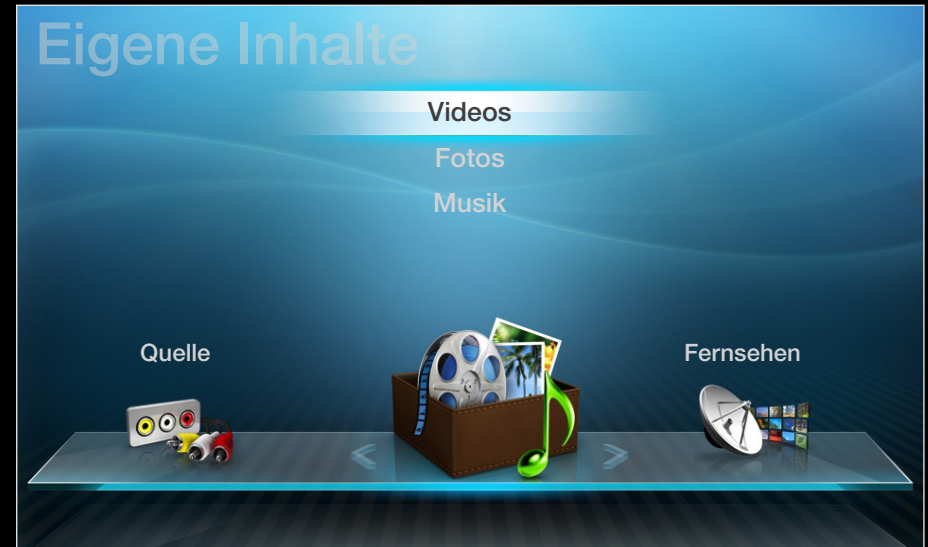 Eigene Inhalte
Videos
Fotos
Musik
Quelle
Fernsehen